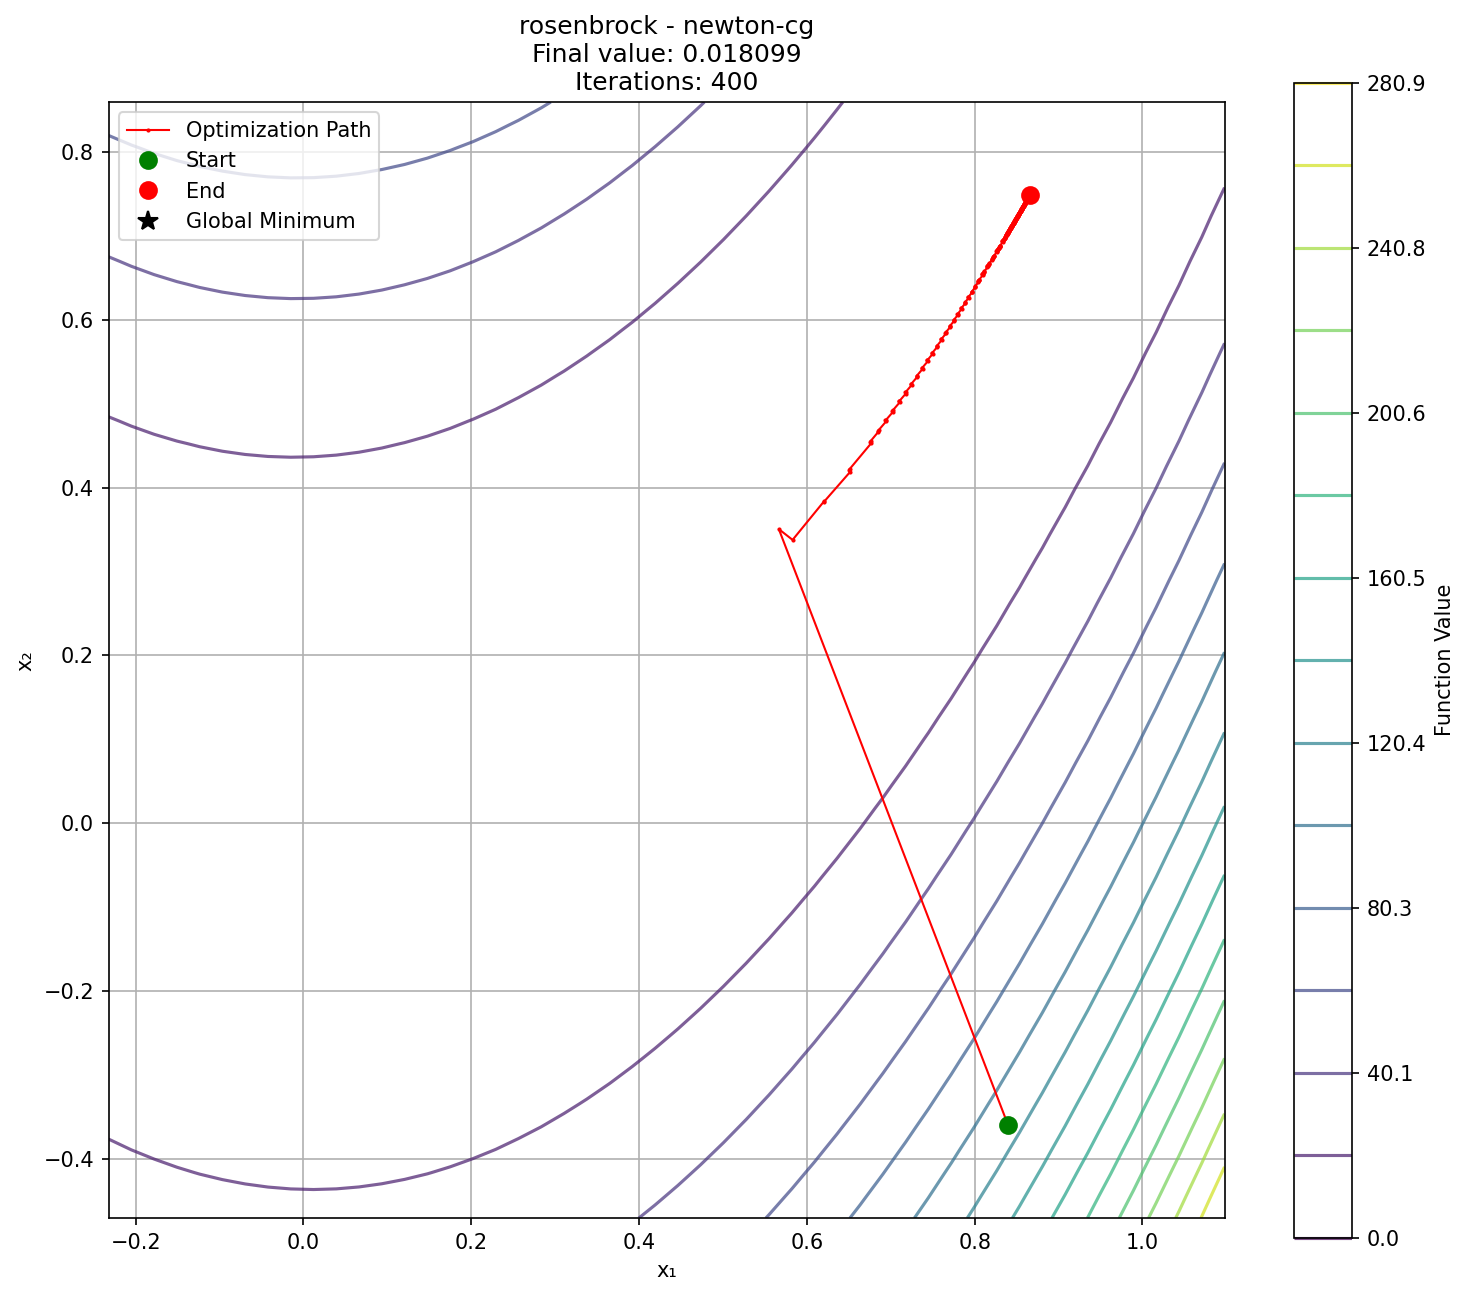 rosenbrock - newton-cg
Final value: 0.018099
Iterations: 400
Optimization Path
Start
End
Global Minimum
0.8
0.6
0.4
0.2
0.0
−0.2
−0.4
x₂
−0.2
0.0
0.2
0.4
0.6
0.8
1.0
x₁
280.9
240.8
200.6
160.5
120.4
80.3
40.1
0.0
Function Value